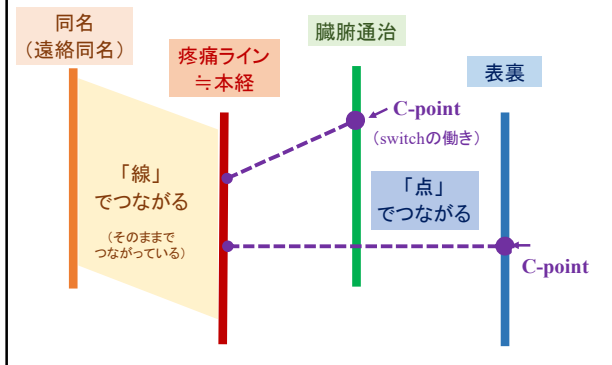 同名
（遠絡同名）
疼痛ライン
≒本経
臓腑通治
表裏
C-point
（switchの働き）
「線」
でつながる
（そのままで
つながっている）
「点」
でつながる
C-point